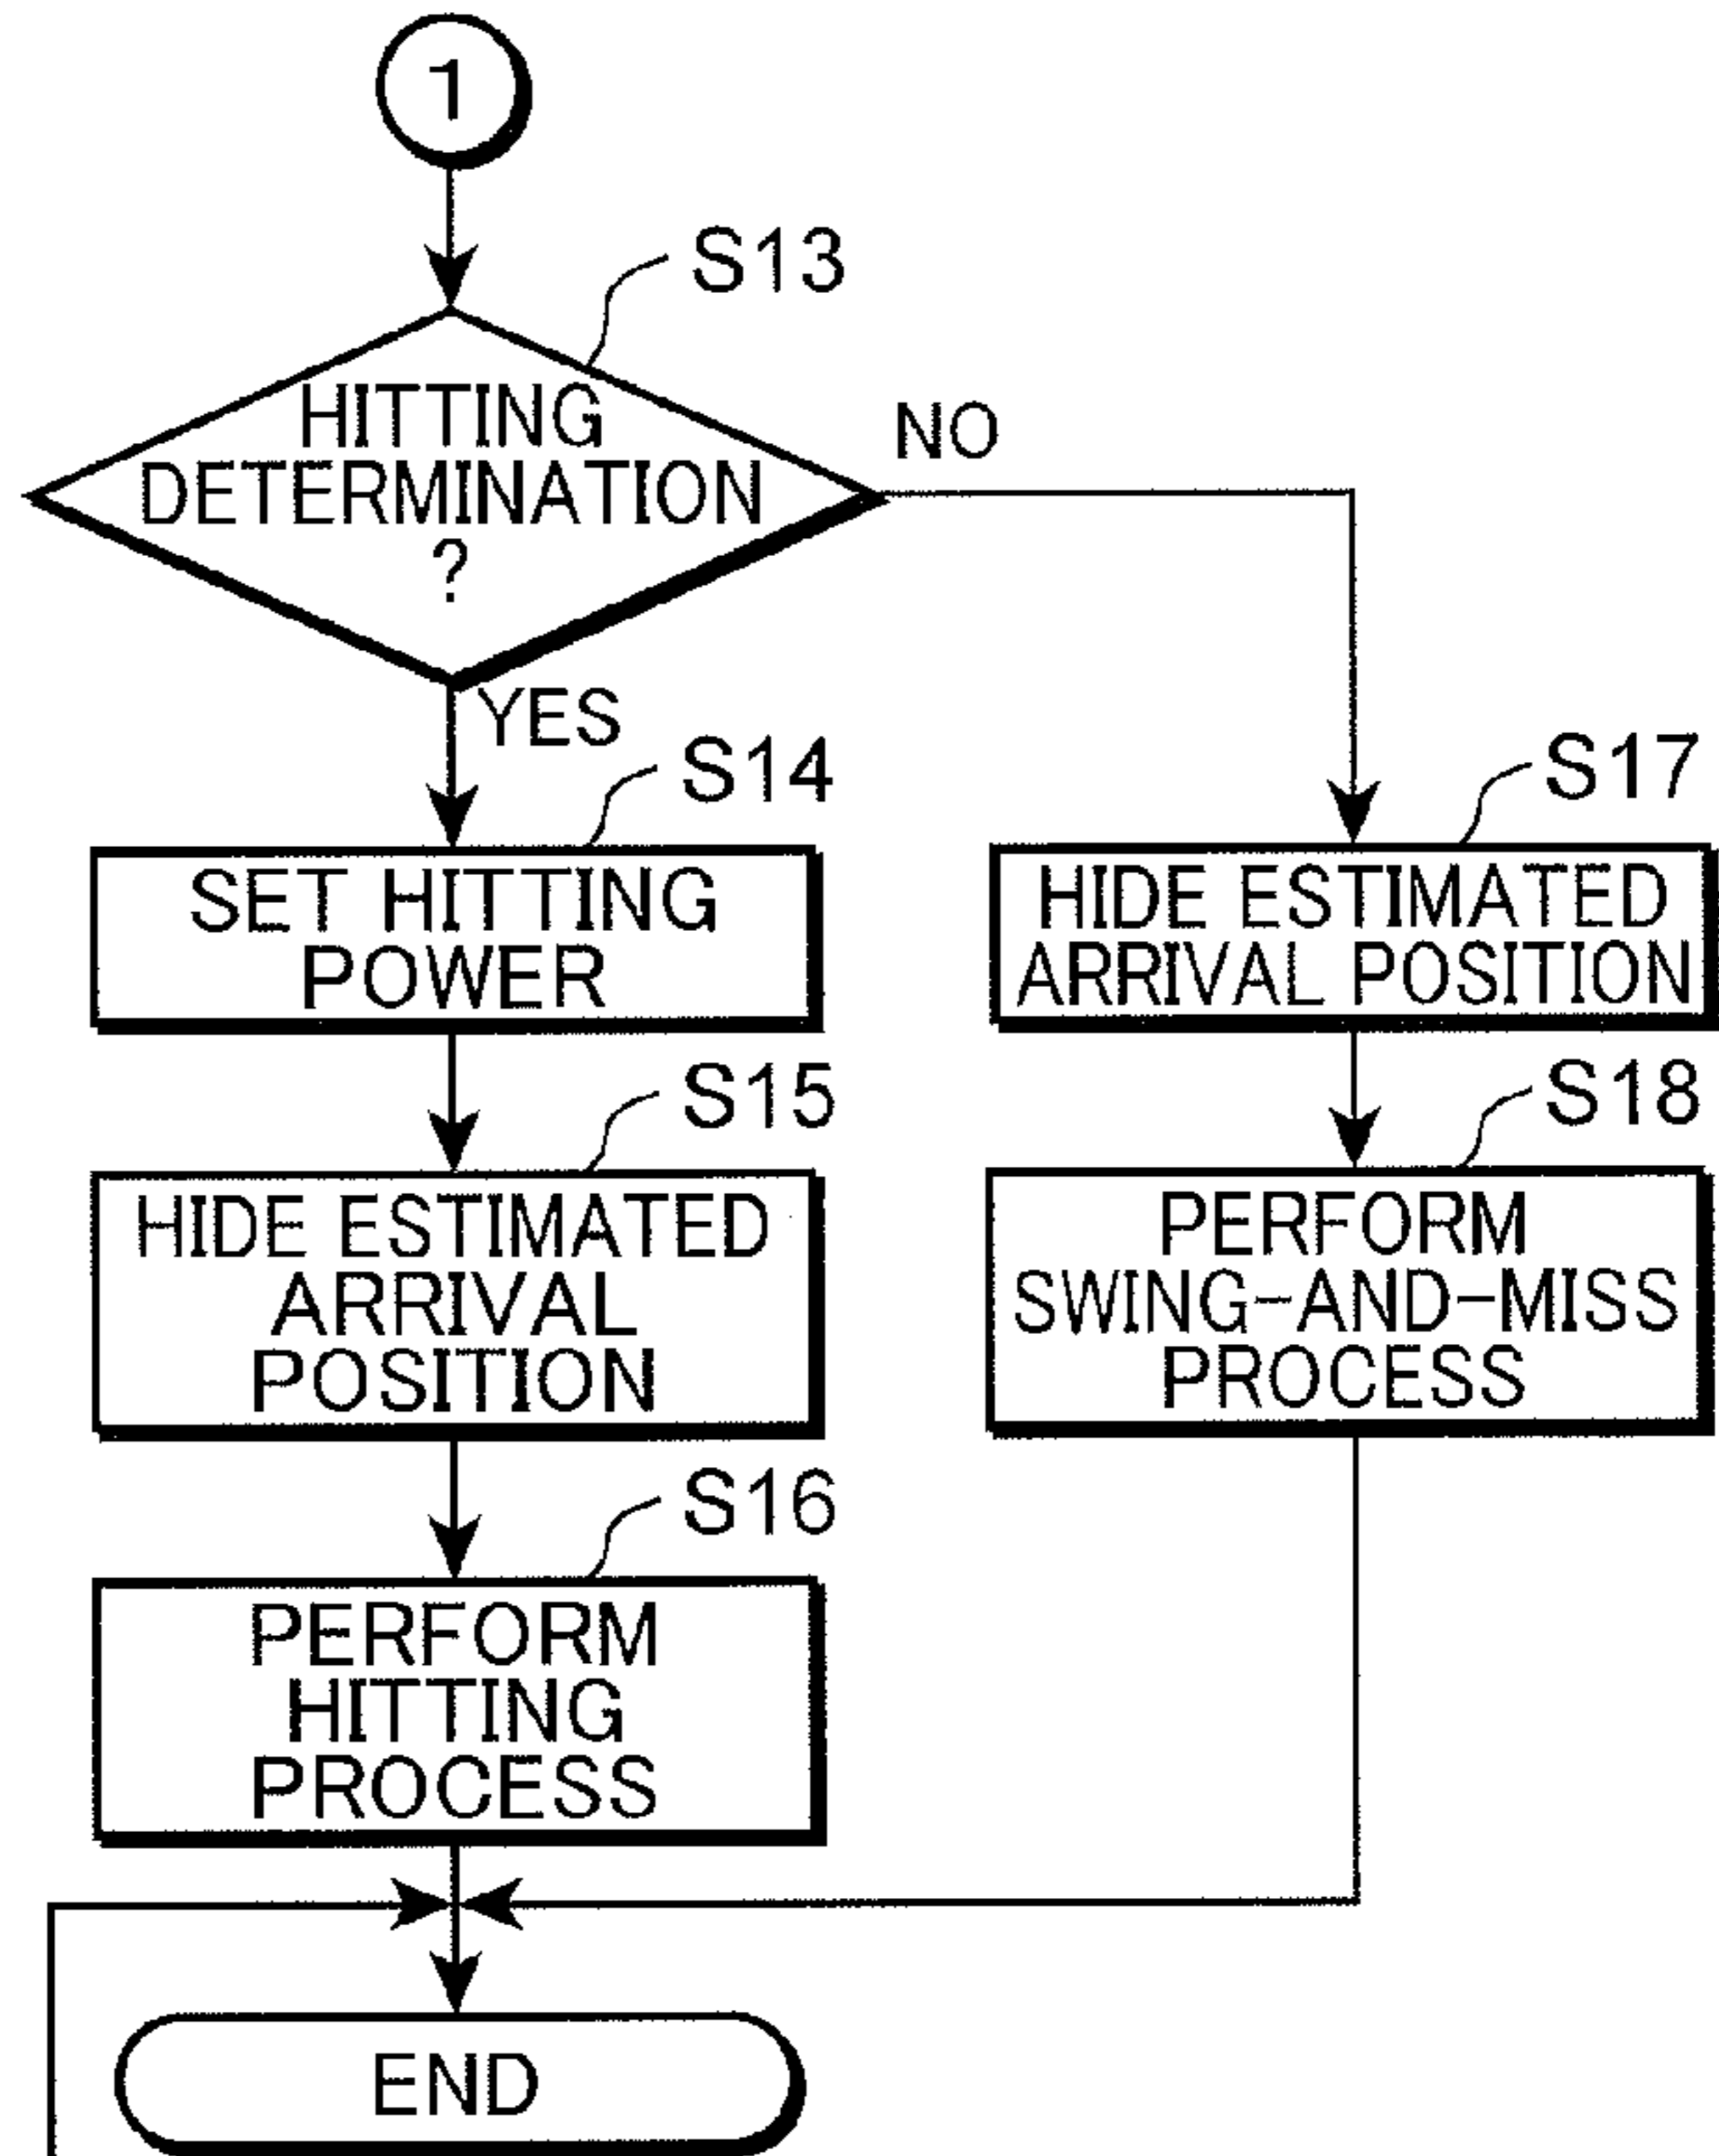 1
S13
HITTING
DETERMINATION
?
NO
YES
S14
SET HITTING
POWER
S15
HIDE ESTIMATED
ARRIVAL
POSITION
S16
PERFORM
HITTING
PROCESS
S17
HIDE ESTIMATED
ARRIVAL POSITION
S18
PERFORM
SWING-AND-MISS
PROCESS
END